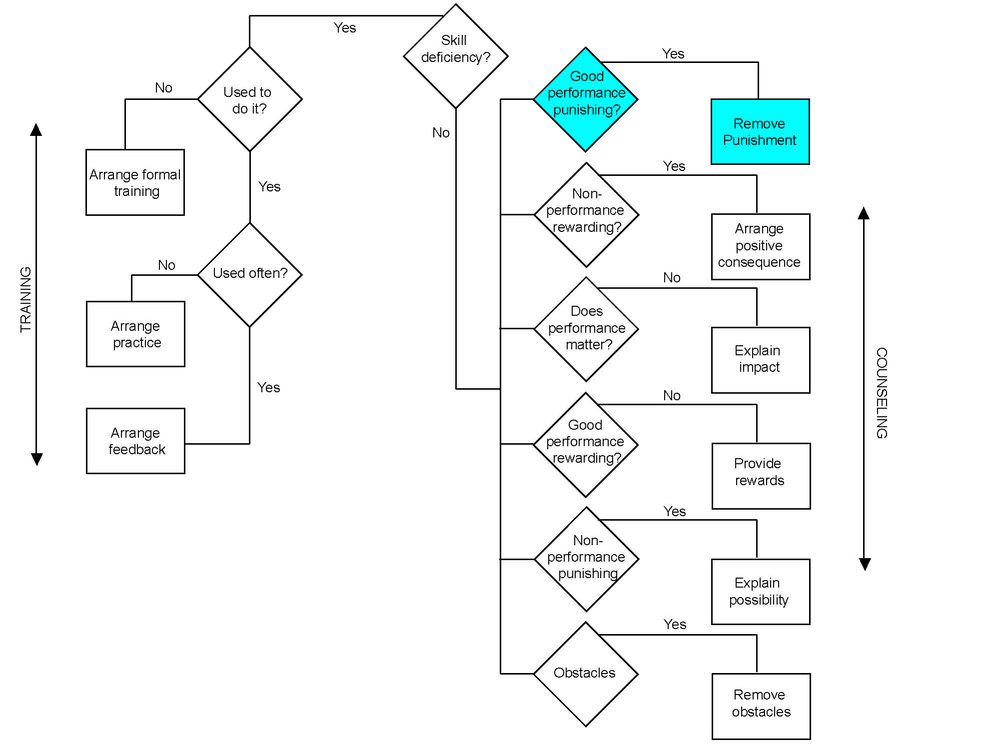 Yes
Skill
deficiency?
Used to
do it?
No
Arrange formal
training
Yes
Used often?
No
Arrange
practice
Yes
Arrange
feedback
TRAINING
No
Good
performance
punishing?
Yes
Remove
Punishment
Non-
performance
rewarding?
Yes
Arrange
positive
consequence
Does
performance
matter?
No
Explain
impact
Good
performance
rewarding?
No
Provide
rewards
Non-
performance
punishing
Yes
Explain
possibility
Obstacles
Yes
Remove
obstacles
COUNSELING